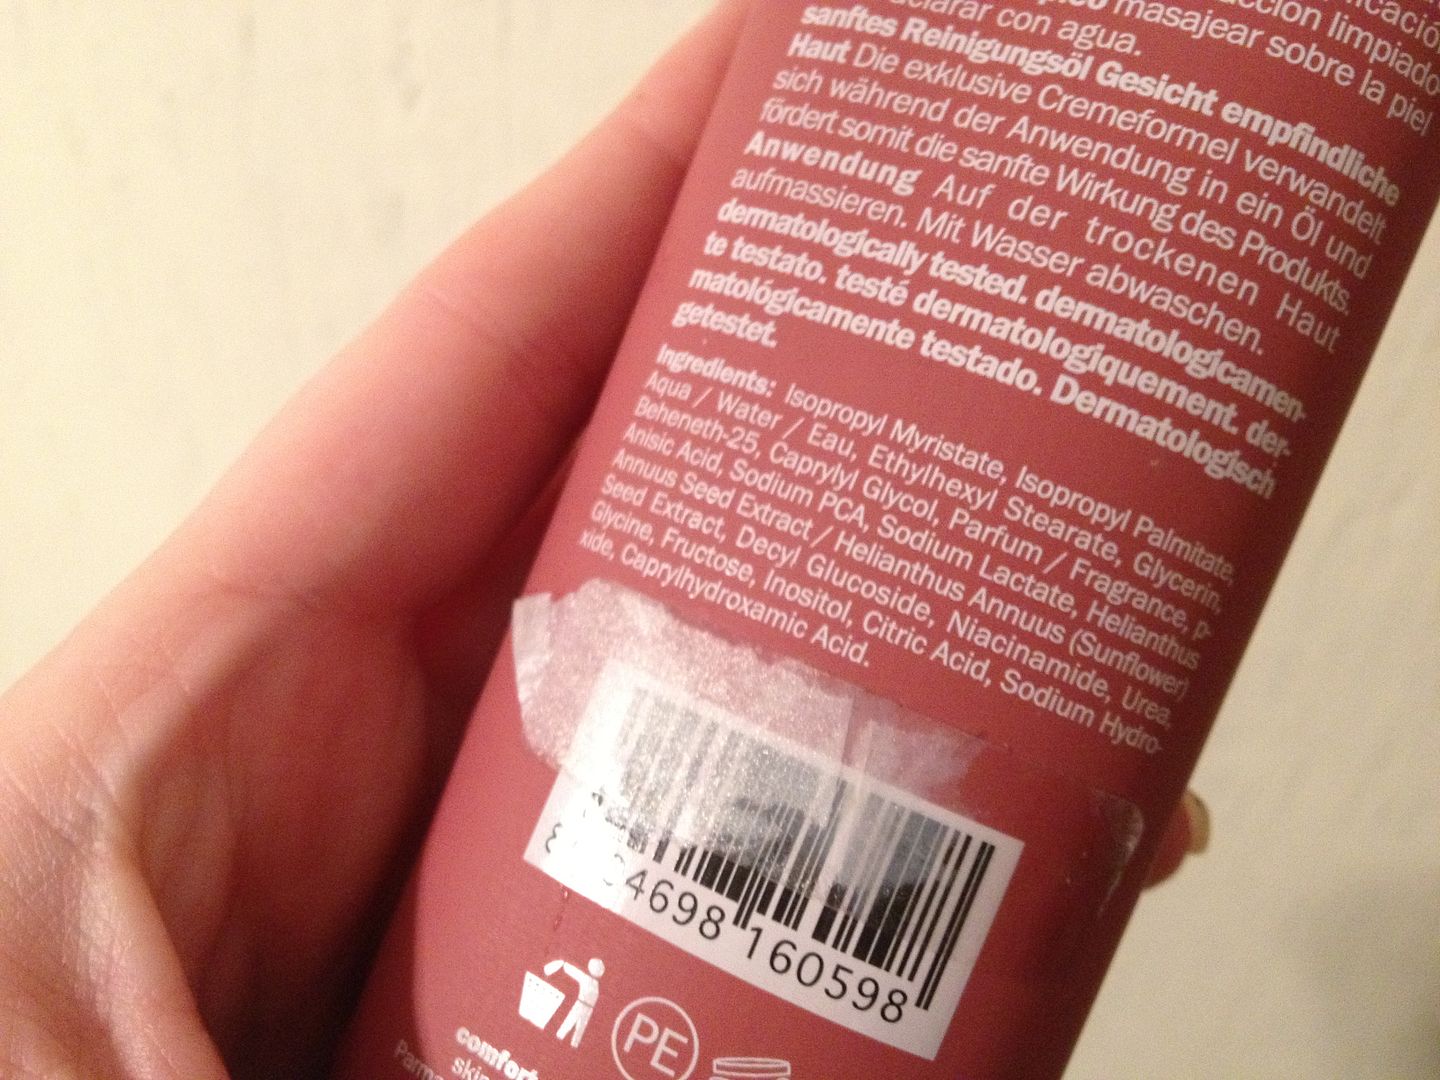 masajear sobre la piel
con agua.
sanftes Reinigungsöl Gesicht empfindliche
Haut Die exklusive Cremeformel verwandelt
sich während der Anwendung in ein Öl und
fördert somit die sanfte Wirkung des Produkts.
Anwendung Auf der trockenen Haut
aufmassieren. Mit Wasser abwaschen.
dermatologically tested. dermatologicamen-
te testato. testé dermatologiquement. der-
matológicamente testado. Dermatologisch
getestet.
Ingredients: Isopropyl Myristate, Isopropyl Palmitate,
Aqua / Water / Eau, Ethylhexyl Stearate, Glycerin,
Beheneth-25, Caprylyl Glycol, Parfum / Fragrance, p-
Anisic Acid, Sodium PCA, Sodium Lactate, Helianthus
Annuus Seed Extract / Helianthus Annuus (Sunflower)
Seed Extract, Decyl Glucoside, Niacinamide, Urea,
Glycine, Fructose, Inositol, Citric Acid, Sodium Hydro-
xide, Caprylhydroxamic Acid.
4698 160598
PE